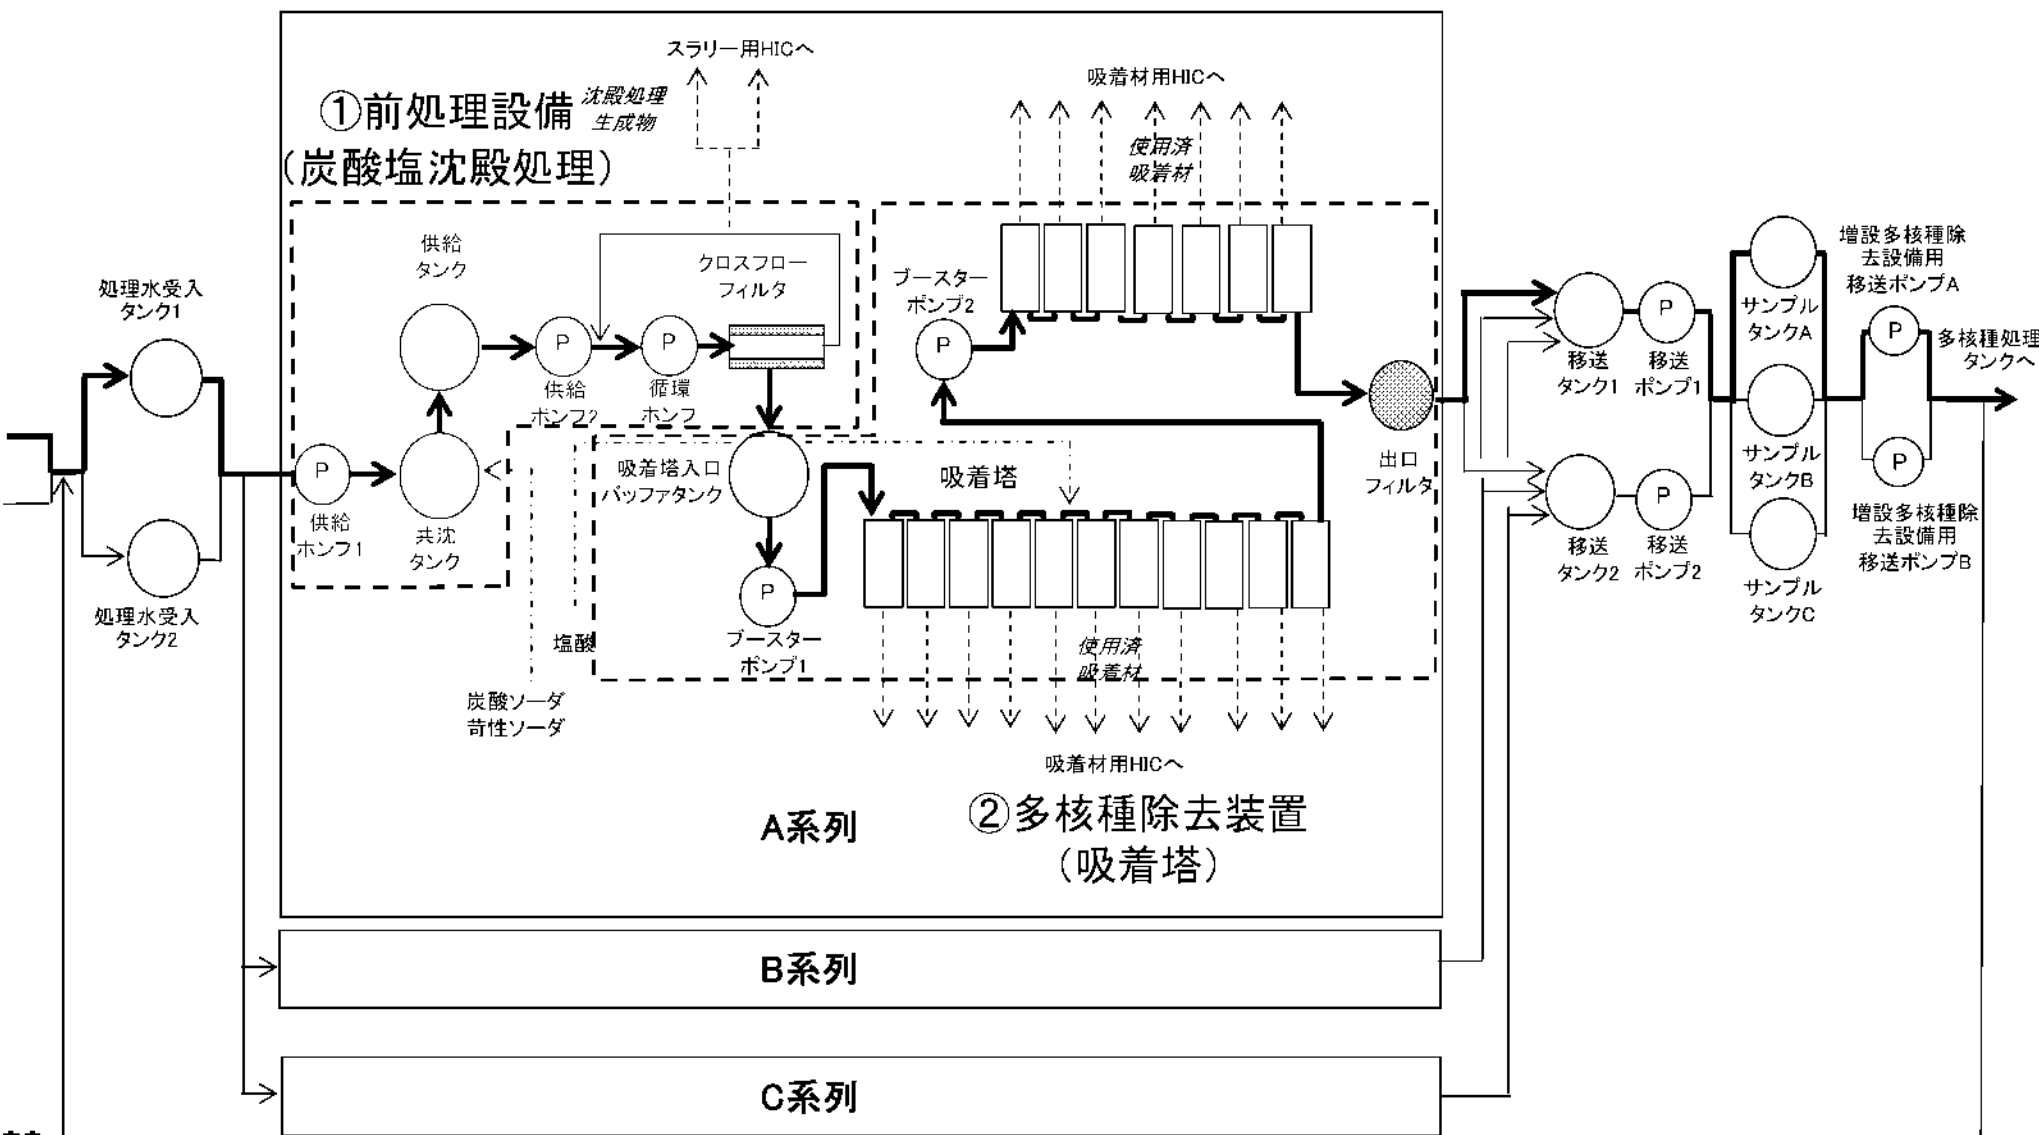 スラリー用HICへ
吸着材用HICへ
①前処理設備
(炭酸塩沈殿処理)
沈殿処理
生成物
使用済
吸着材
供給
タンク
クロスフロー
フィルタ
ブースター
ポンプ2
処理水受入
タンク1
P
P
P
供給
ポンプ2
循環
ポンプ
P
供給
ポンプ1
共沈
タンク
吸着塔入口
バッファタンク
吸着塔
出口
フィルタ
処理水受入
タンク2
塩酸
P
ブースター
ポンプ1
使用済
吸着材
炭酸ソーダ
苛性ソーダ
吸着材用HICへ
A系列
②多核種除去装置
(吸着塔)
B系列
C系列
移送
タンク1
P
移送
ポンプ1
移送
タンク2
P
移送
ポンプ2
サンプル
タンクA
サンプル
タンクB
サンプル
タンクC
増設多核種除
去設備用
移送ポンプA
P
多核種処理
タンクへ
P
増設多核種除
去設備用
移送ポンプB